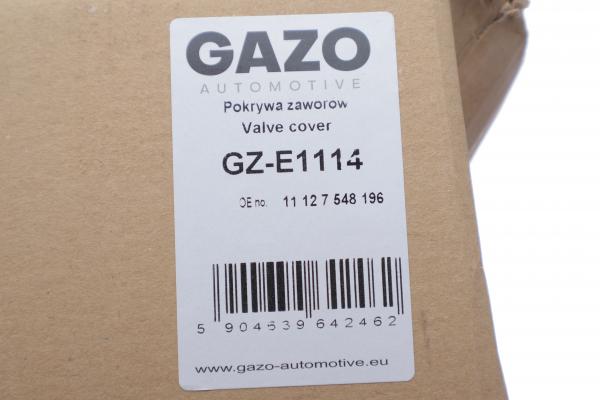 GAZO
AUTOMOTIVE
Pokrywa zaworów
Valve cover
GZ-E1114
OE no. 11 12 7 548 196
5 904639 642462
www.gazo-automotive.eu